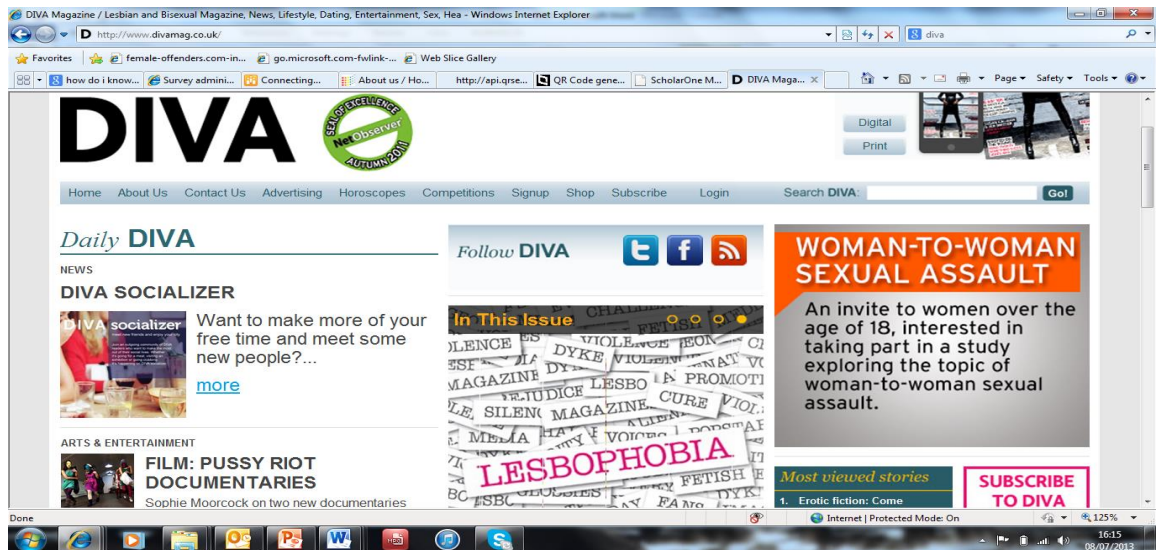 DIVA Magazine / Lesbian and Bisexual Magazine, News, Lifestyle, Dating, Entertainment, Sex, Hea - Windows Internet Explorer
http://www.divamag.co.uk/
diva
Favorites
female-offenders.com-in...
go.microsoft.com-fwlink-...
Web Slice Gallery
how do i know...
Survey admini...
Connecting...
About us / Ho...
http://api.qrse...
QR Code gene...
ScholarOne M...
DIVA Maga...
Page
Safety
Tools
DIVA
SEAL OF EXCELLENCE
NetObserver
AUTUMN 2011
Digital
Print
Home About Us Contact Us Advertising Horoscopes Competitions Signup Shop Subscribe Login Search DIVA: Go!
Daily DIVA
NEWS
DIVA SOCIALIZER
DIVA socializer
Want to make more of your
free time and meet some
new people?...
more
ARTS & ENTERTAINMENT
FILM: PUSSY RIOT
DOCUMENTARIES
Sophie Moorcock on two new documentaries
Follow DIVA
In This Issue
VIOLENCE
DYKE
MAGAZINE
LESBO
A
PROMOTI
CURE
SILEN
MAGAZINE
MEDIA
LESBOPHOBIA
FETISH
WOMAN-TO-WOMAN
SEXUAL ASSAULT
An invite to women over the
age of 18, interested in
taking part in a study
exploring the topic of
woman-to-woman sexual
assault.
Most viewed stories
1. Erotic fiction: Come
SUBSCRIBE
TO DIVA
Done
Internet | Protected Mode: On
125%
16:15
08/07/2013